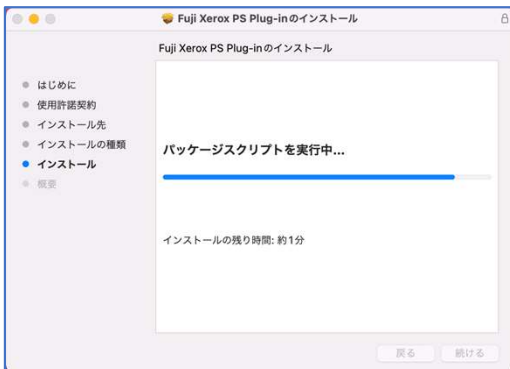 Fuji Xerox PS Plug-inのインストール
Fuji Xerox PS Plug-inのインストール
はじめに
使用許諾契約
インストール先
インストールの種類
インストール
概要
パッケージスクリプトを実行中...
インストールの残り時間: 約1分
戻る
続ける